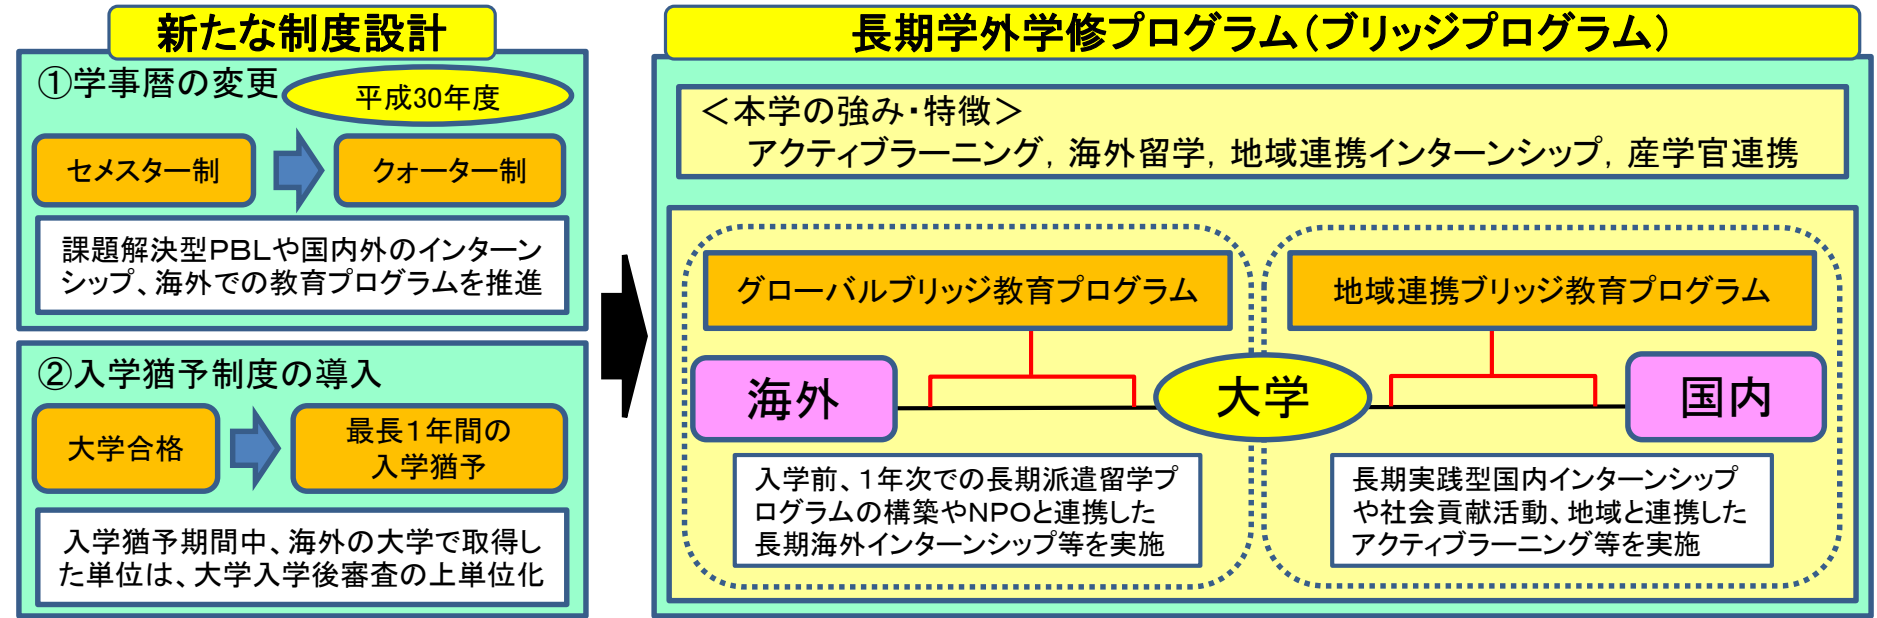 新たな制度設計
①学事暦の変更
平成30年度
セメスター制
クォーター制
課題解決型PBLや国内外のインターン
シップ、海外での教育プログラムを推進
②入学猶予制度の導入
大学合格
最長1年間の
入学猶予
入学猶予期間中、海外の大学で取得し
た単位は、大学入学後審査の上単位化
長期学外学修プログラム(ブリッジプログラム)
＜本学の強み・特徴＞
アクティブラーニング, 海外留学, 地域連携インターンシップ, 産学官連携
グローバルブリッジ教育プログラム
地域連携ブリッジ教育プログラム
海外
大学
国内
入学前、1年次での長期派遣留学プ
ログラムの構築やNPOと連携した
長期海外インターンシップ等を実施
長期実践型国内インターンシップ
や社会貢献活動、地域と連携した
アクティブラーニング等を実施